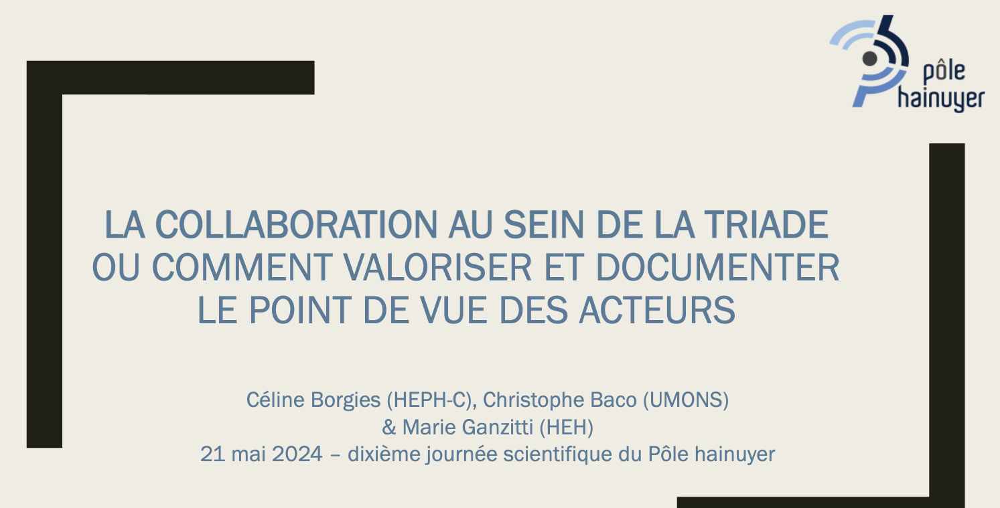 pôle
hainuyer
LA COLLABORATION AU SEIN DE LA TRIADE
OU COMMENT VALORISER ET DOCUMENTER
LE POINT DE VUE DES ACTEURS
Céline Borgies (HEPH-C), Christophe Baco (UMONS)
& Marie Ganzitti (HEH)
21 mai 2024 – dixième journée scientifique du Pôle hainuyer